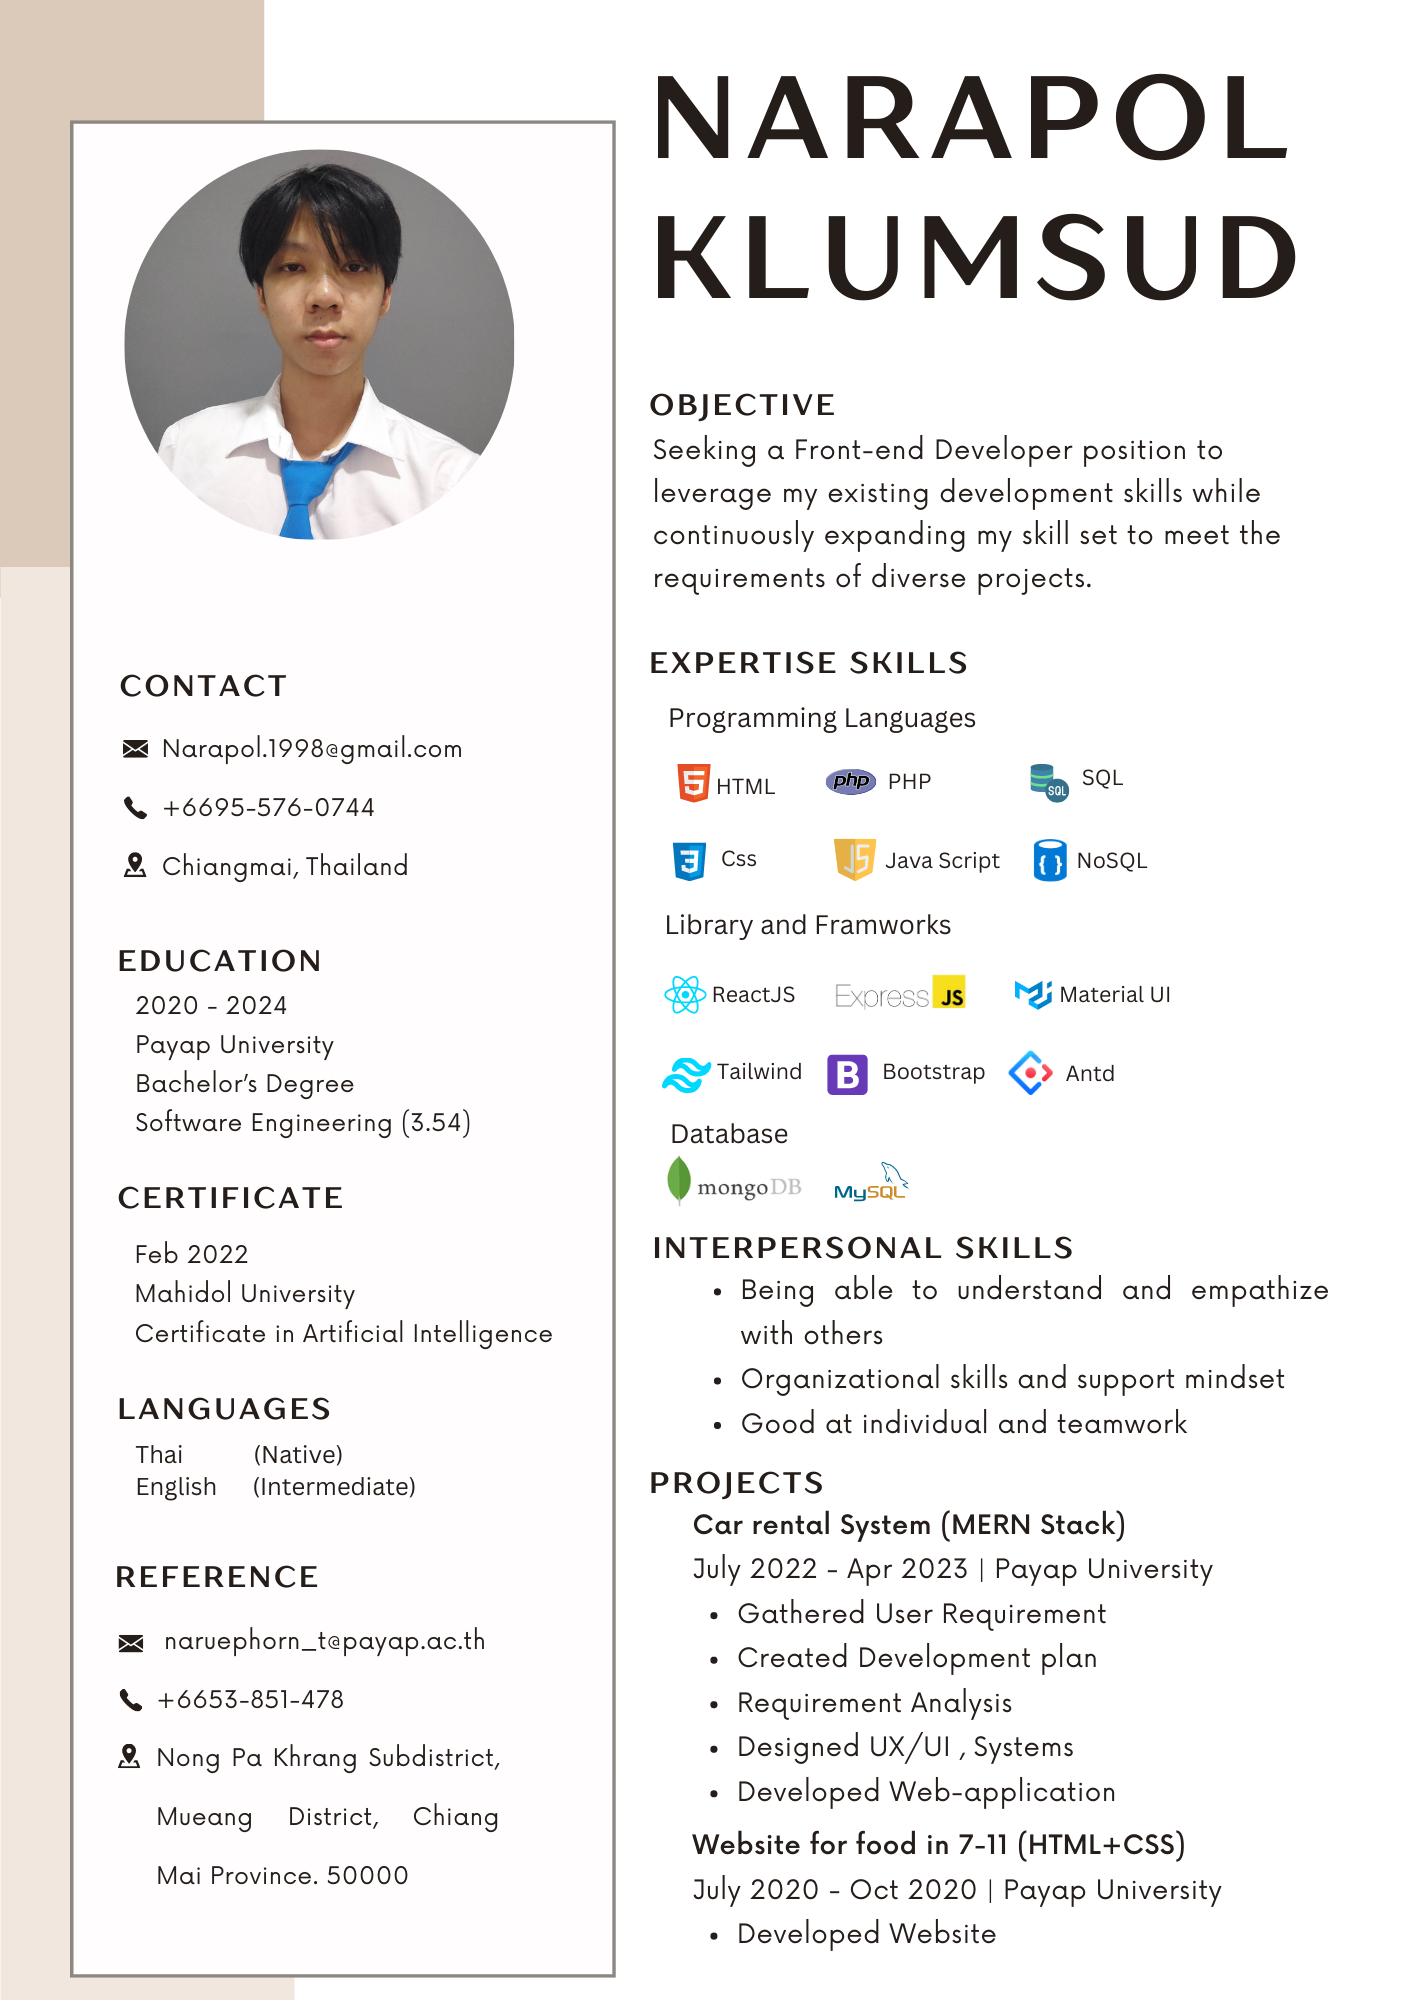 NARAPOL
KLUMSUD
CONTACT
Narapol.1998@gmail.com
+6695-576-0744
Chiangmai, Thailand
EDUCATION
2020 - 2024
Payap University
Bachelor's Degree
Software Engineering (3.54)
CERTIFICATE
Feb 2022
Mahidol University
Certificate in Artificial Intelligence
LANGUAGES
Thai (Native)
English (Intermediate)
REFERENCE
naruephorn_t@payap.ac.th
+6653-851-478
Nong Pa Khrang Subdistrict,
Mueang District, Chiang
Mai Province. 50000
OBJECTIVE
Seeking a Front-end Developer position to
leverage my existing development skills while
continuously expanding my skill set to meet the
requirements of diverse projects.
EXPERTISE SKILLS
Programming Languages
5 HTML php PHP SQL SQL
3 Css JS Java Script { } NoSQL
Library and Framworks
ReactJS Express JS Material UI
Tailwind B Bootstrap Antd
Database
mongoDB MySQL
INTERPERSONAL SKILLS
• Being able to understand and empathize
with others
• Organizational skills and support mindset
• Good at individual and teamwork
PROJECTS
Car rental System (MERN Stack)
July 2022 - Apr 2023 | Payap University
• Gathered User Requirement
• Created Development plan
• Requirement Analysis
• Designed UX/UI , Systems
• Developed Web-application
Website for food in 7-11 (HTML+CSS)
July 2020 - Oct 2020 | Payap University
• Developed Website